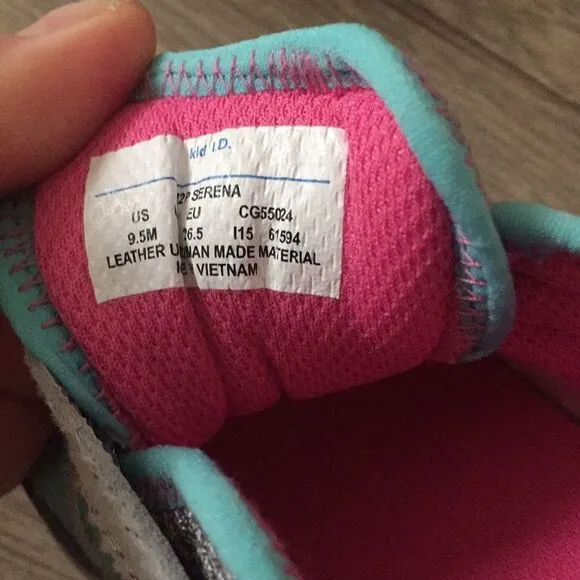 kid I.D.
SERENA
US EU CG55024
9.5M 26.5 I15 61594
LEATHER MAN MADE MATERIAL
VIETNAM